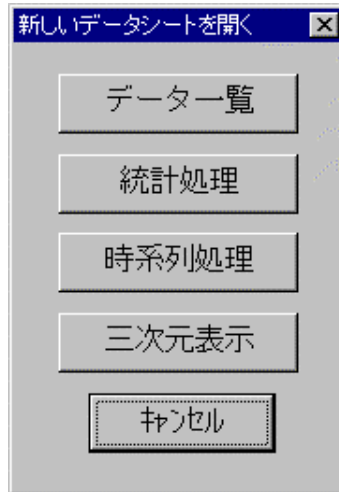 新しいデータシートを開く
データ一覧
統計処理
時系列処理
三次元表示
ｷｬﾝｾﾙ